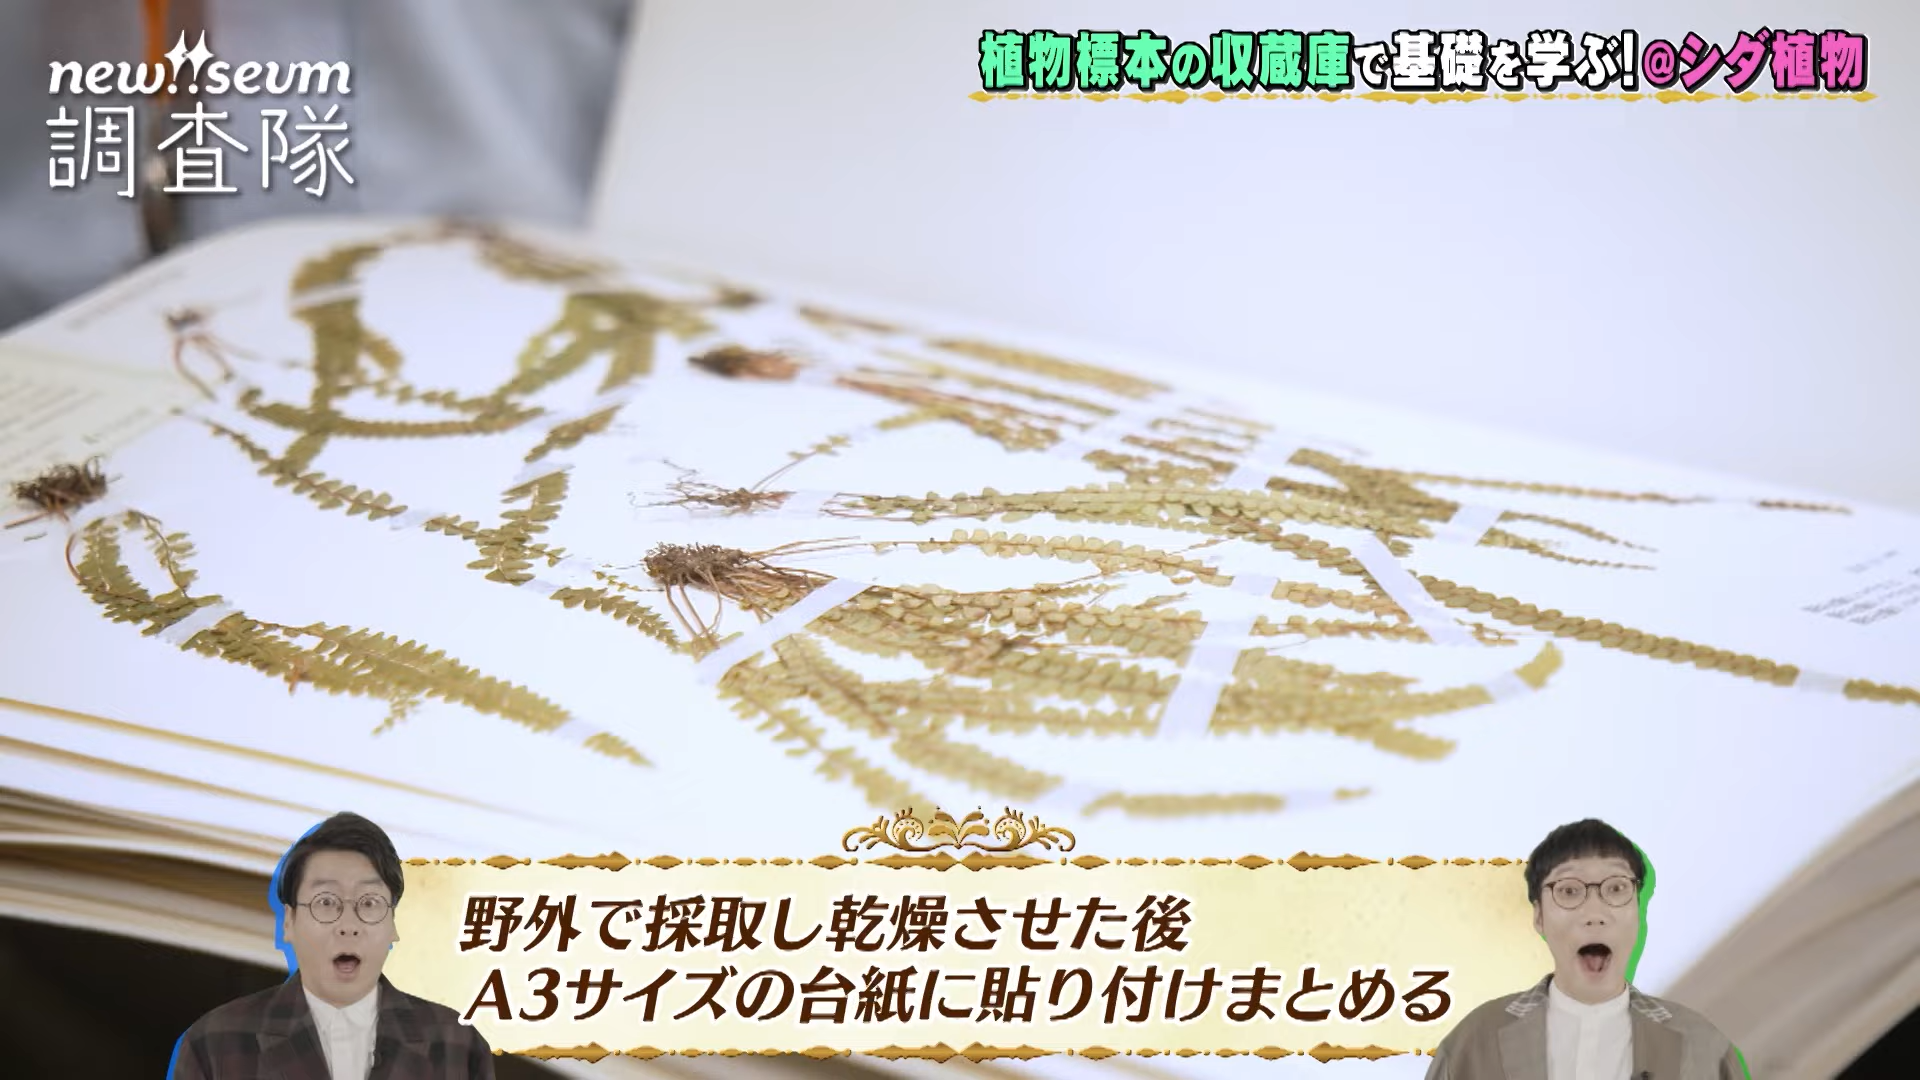 new!!seum
調査隊
植物標本の収蔵庫で基礎を学ぶ!@シダ植物
野外で採取し乾燥させた後
A3サイズの台紙に貼り付けまとめる